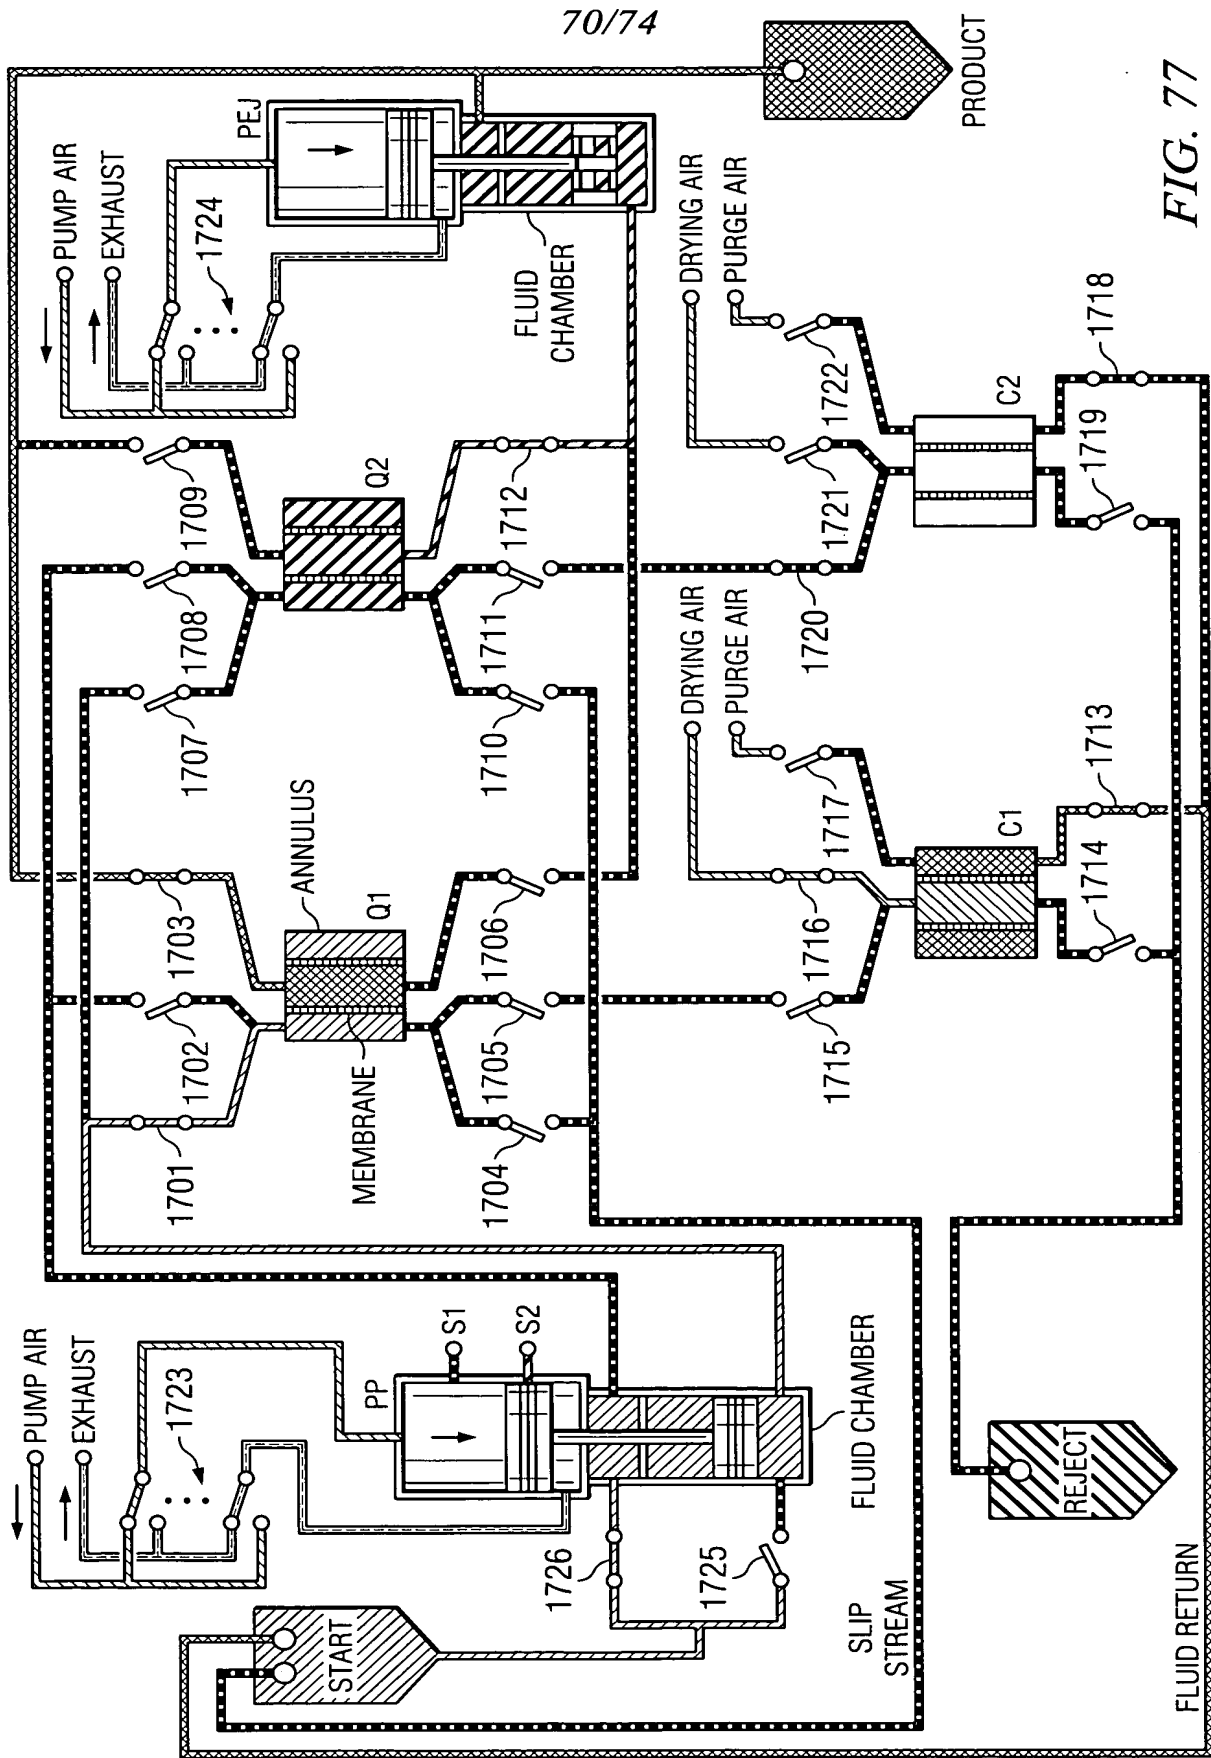 70/74
PUMP AIR
EXHAUST
1724
PEJ
FLUID
CHAMBER
PRODUCT
FIG. 77
1709
1708
1707
Q2
1712
1711
1710
DRYING AIR
PURGE AIR
1722
1721
1720
C2
1719
1718
1703
1702
1701
ANNULUS
Q1
MEMBRANE
1706
1705
1704
DRYING AIR
PURGE AIR
1717
1716
1715
C1
1714
1713
PUMP AIR
EXHAUST
1723
PP
S1
S2
FLUID CHAMBER
1726
1725
START
SLIP
STREAM
REJECT
FLUID RETURN